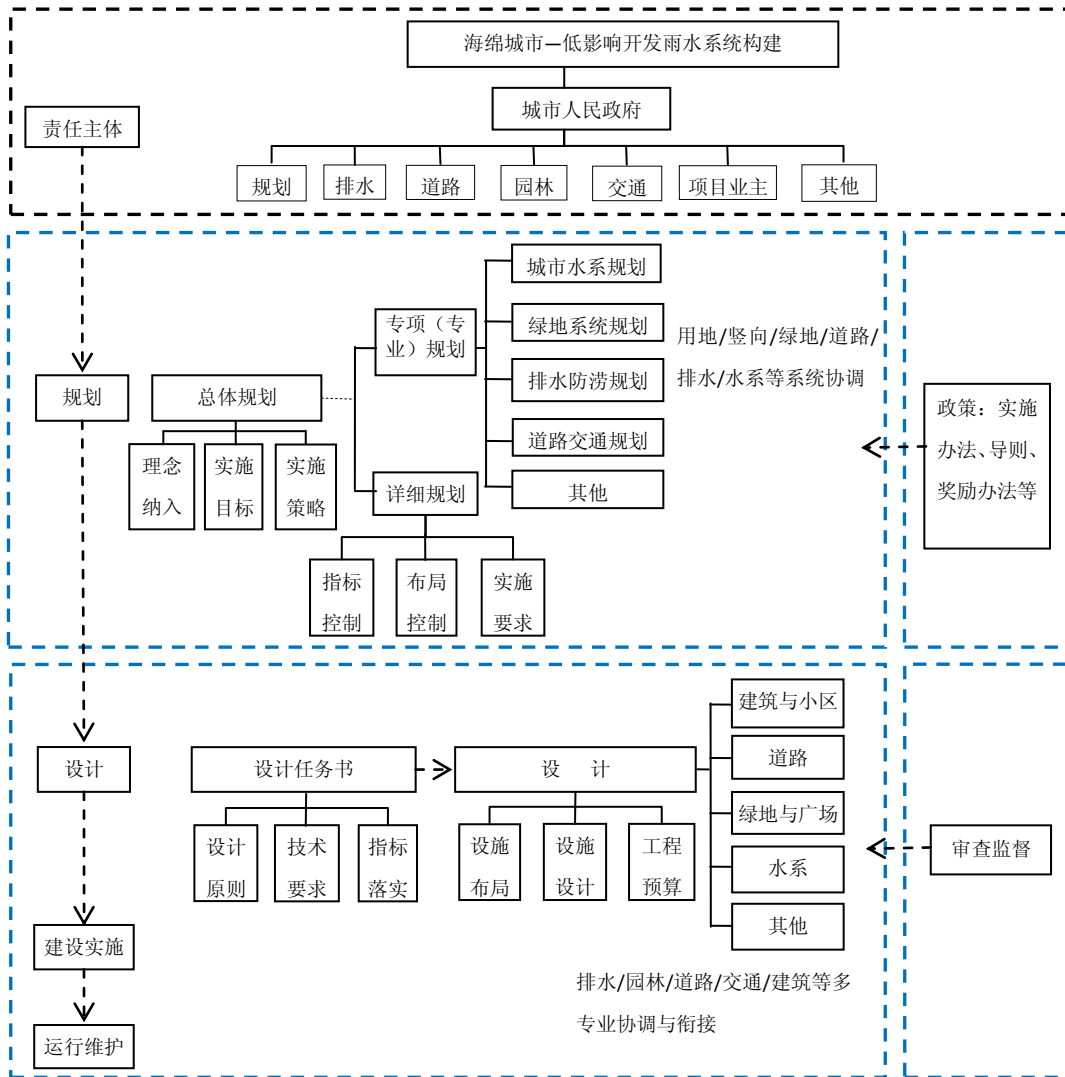 海绵城市—低影响开发雨水系统构建
城市人民政府
责任主体
规划
排水
道路
园林
交通
项目业主
其他
城市水系规划
专项（专
业）规划
绿地系统规划
用地/竖向/绿地/道路/
排水/水系等系统协调
排水防涝规划
规划
总体规划
道路交通规划
理念
纳入
实施
目标
实施
策略
详细规划
其他
指标
控制
布局
控制
实施
要求
政策：实施
办法、导则、
奖励办法等
建筑与小区
设计
设计任务书
设 计
道路
绿地与广场
设计
原则
技术
要求
指标
落实
设施
布局
设施
设计
工程
预算
水系
审查监督
其他
建设实施
排水/园林/道路/交通/建筑等多
专业协调与衔接
运行维护